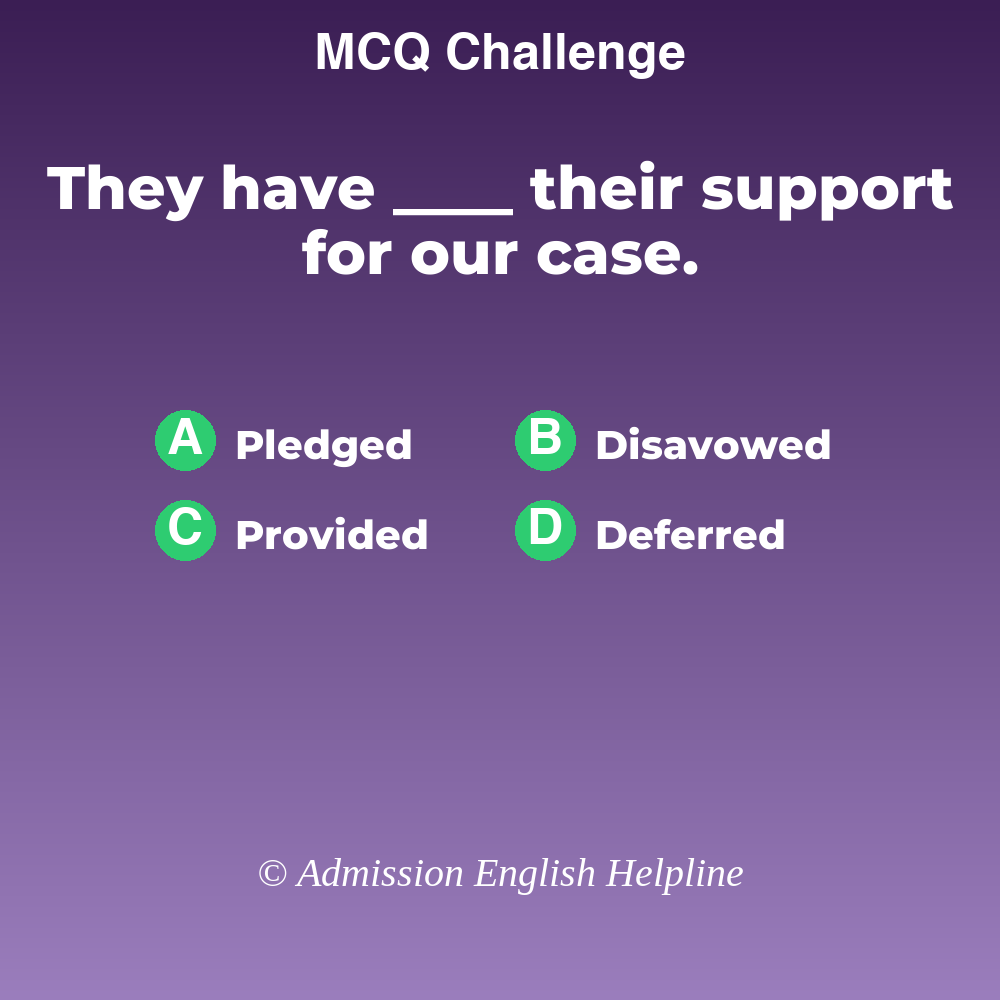 MCQ Challenge
They have ____ their support
for our case.
A Pledged B Disavowed
C Provided D Deferred
© Admission English Helpline